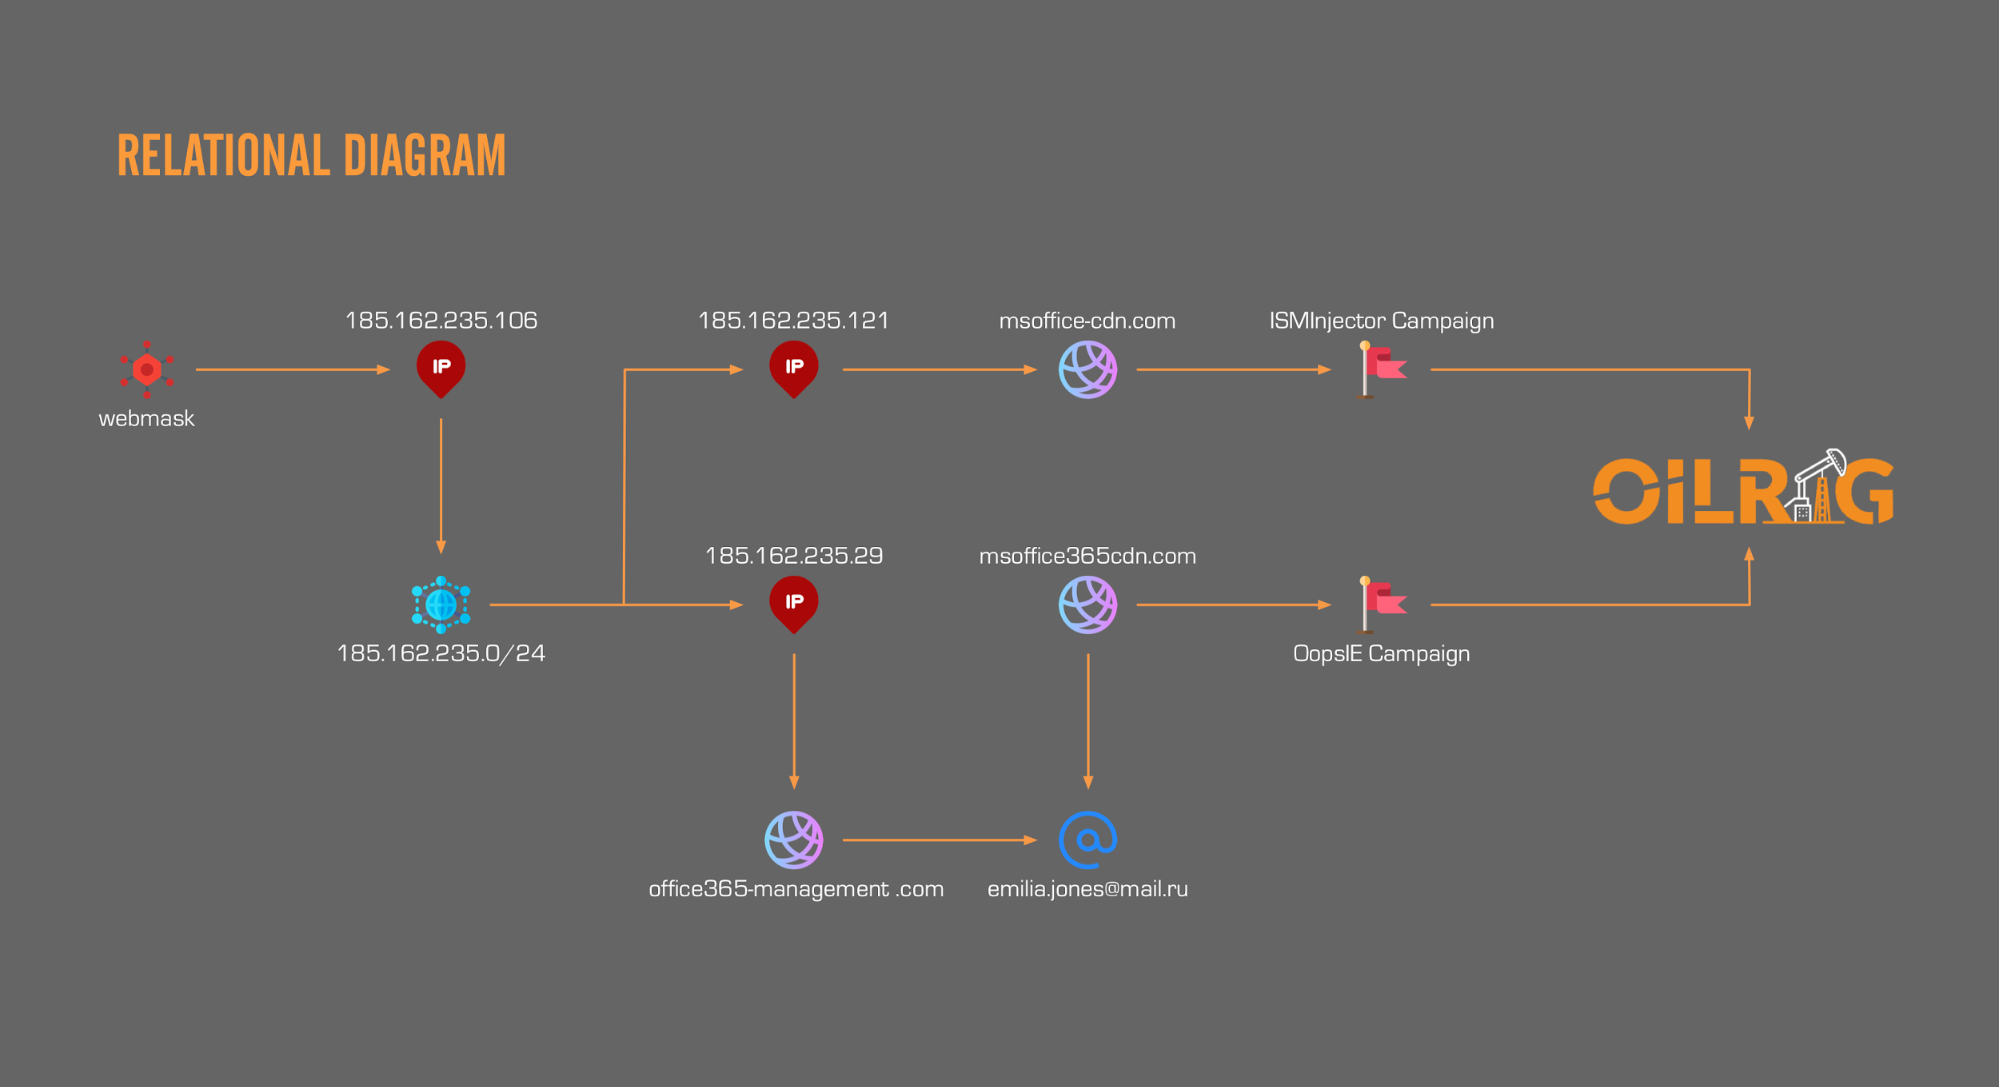 RELATIONAL DIAGRAM
185.162.235.106
185.162.235.121
msoffice-cdn.com
ISMInjector Campaign
IP
IP
webmask
OILRIG
185.162.235.29
msoffice365cdn.com
IP
185.162.235.0/24
OopsIE Campaign
office365-management .com
emilia.jones@mail.ru